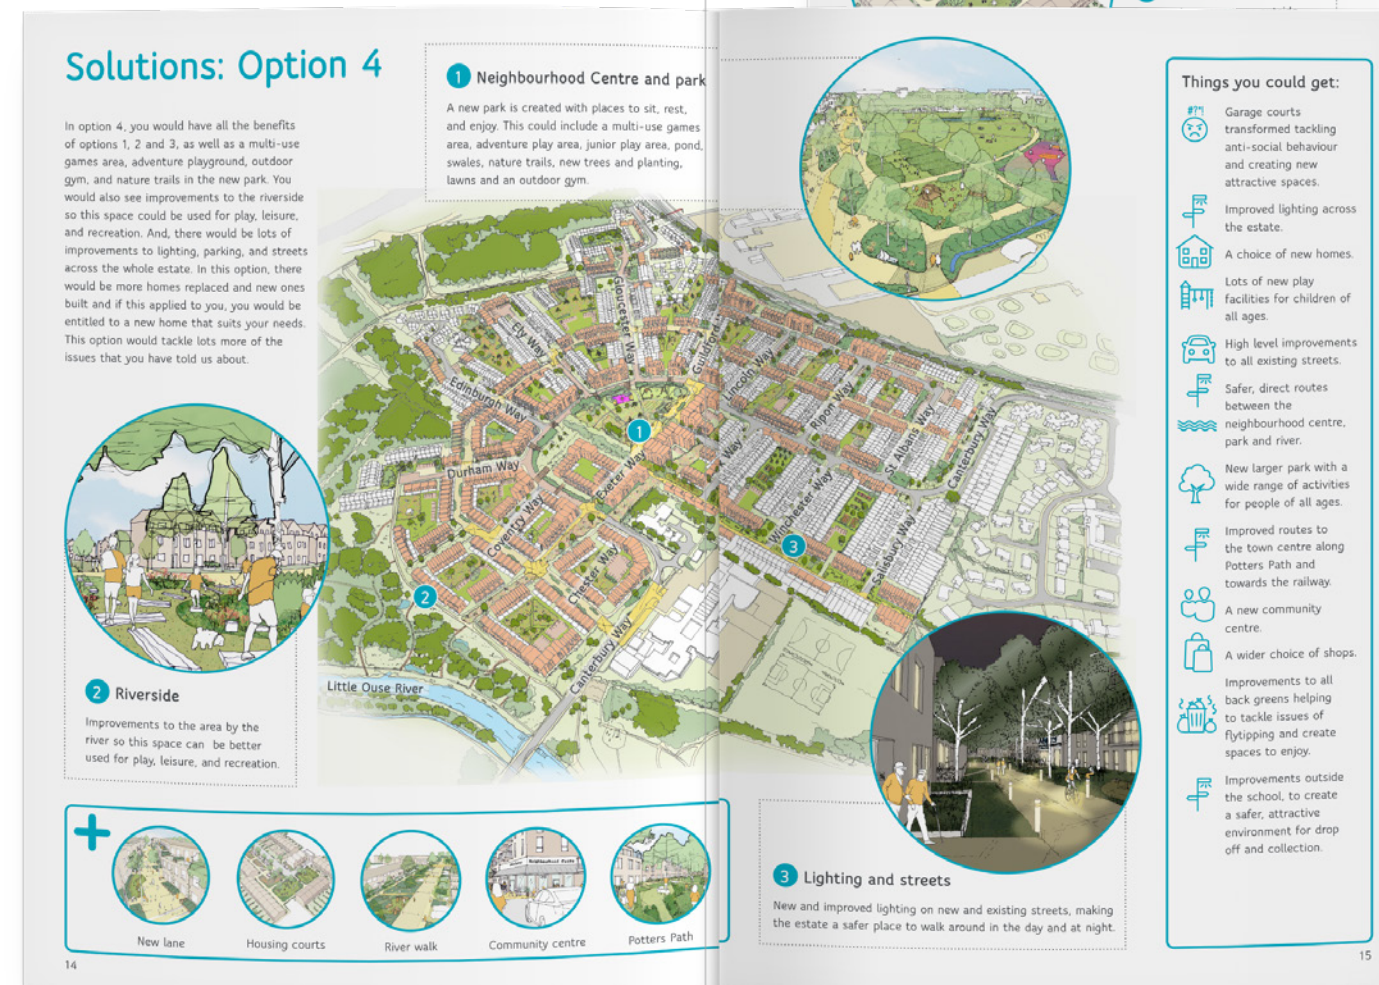 Solutions: Option 4
In option 4, you would have all the benefits
of options 1, 2 and 3, as well as a multi-use
games area, adventure playground, outdoor
gym, and nature trails in the new park. You
would also see improvements to the riverside
so this space could be used for play, leisure,
and recreation. And, there would be lots of
improvements to lighting, parking, and streets
across the whole estate. In this option, there
would be more homes replaced and new ones
built and if this applied to you, you would be
entitled to a new home that suits your needs.
This option would tackle lots more of the
issues that you have told us about.
1 Neighbourhood Centre and park
A new park is created with places to sit, rest,
and enjoy. This could include a multi-use games
area, adventure play area, junior play area, pond,
swales, nature trails, new trees and planting,
lawns and an outdoor gym.
Gloucester Way
Ely Way
Guildford
Edinburgh Way
Lincoln Way
Ripon Way
St Albans Way
Canterbury Way
1
Durham Way
Exeter Way
Way
Winchester Way
Coventry Way
3
Salisbury Way
Chester Way
2
Canterbury Way
Little Ouse River
2 Riverside
Improvements to the area by the
river so this space can be better
used for play, leisure, and recreation.
+
Neighbourhood Centre
New lane
Housing courts
River walk
Community centre
Potters Path
14
3 Lighting and streets
New and improved lighting on new and existing streets, making
the estate a safer place to walk around in the day and at night.
Things you could get:
#?*!
Garage courts
transformed tackling
anti-social behaviour
and creating new
attractive spaces.
Improved lighting across
the estate.
A choice of new homes.
Lots of new play
facilities for children of
all ages.
High level improvements
to all existing streets.
Safer, direct routes
between the
neighbourhood centre,
park and river.
New larger park with a
wide range of activities
for people of all ages.
Improved routes to
the town centre along
Potters Path and
towards the railway.
A new community
centre.
A wider choice of shops.
Improvements to all
back greens helping
to tackle issues of
flytipping and create
spaces to enjoy.
Improvements outside
the school, to create
a safer, attractive
environment for drop
off and collection.
15